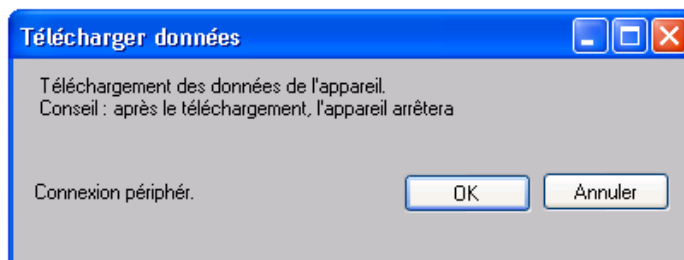 Télécharger données
Téléchargement des données de l'appareil.
Conseil : après le téléchargement, l'appareil arrêtera
Connexion périphér.
OK
Annuler